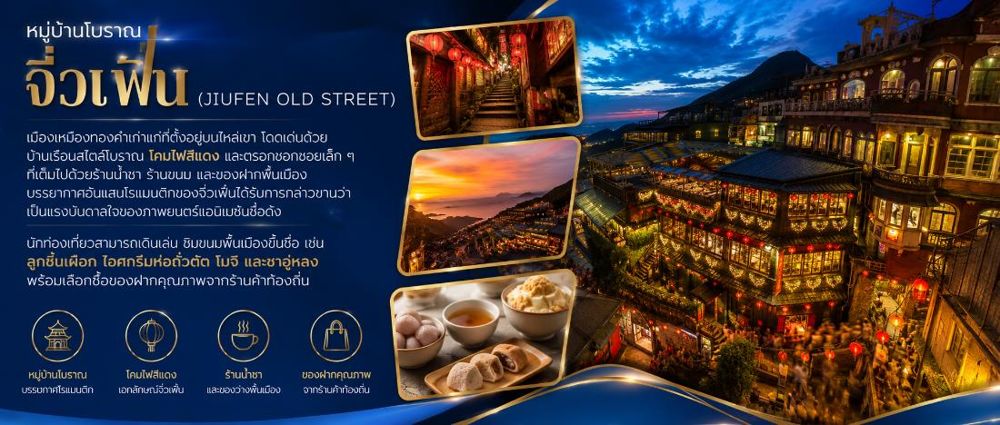 หมู่บ้านโบราณ
จิ่วเฟิ่น (JIUFEN OLD STREET)
เมืองเหมืองทองคำเก่าแก่ที่ตั้งอยู่บนไหล่เขา โดดเด่นด้วย
บ้านเรือนสไตล์โบราณ โคมไฟสีแดง และตรอกซอกซอยเล็ก ๆ
ที่เต็มไปด้วยร้านน้ำชา ร้านขนม และของฝากพื้นเมือง
บรรยากาศอันแสนโรแมนติกของจิ่วเฟิ่นได้รับการกล่าวขานว่า
เป็นแรงบันดาลใจของภาพยนตร์แอนิเมชันชื่อดัง
นักท่องเที่ยวสามารถเดินเล่น ชิมขนมพื้นเมืองขึ้นชื่อ เช่น
ลูกชิ้นเผือก ไอศกรีมห่อถั่วตัด โมจิ และชาอู่หลง
พร้อมเลือกซื้อของฝากคุณภาพจากร้านค้าท้องถิ่น
หมู่บ้านโบราณ
บรรยากาศโรแมนติก
โคมไฟสีแดง
เอกลักษณ์จิ่วเฟิ่น
ร้านน้ำชา
และของว่างพื้นเมือง
ของฝากคุณภาพ
จากร้านค้าท้องถิ่น